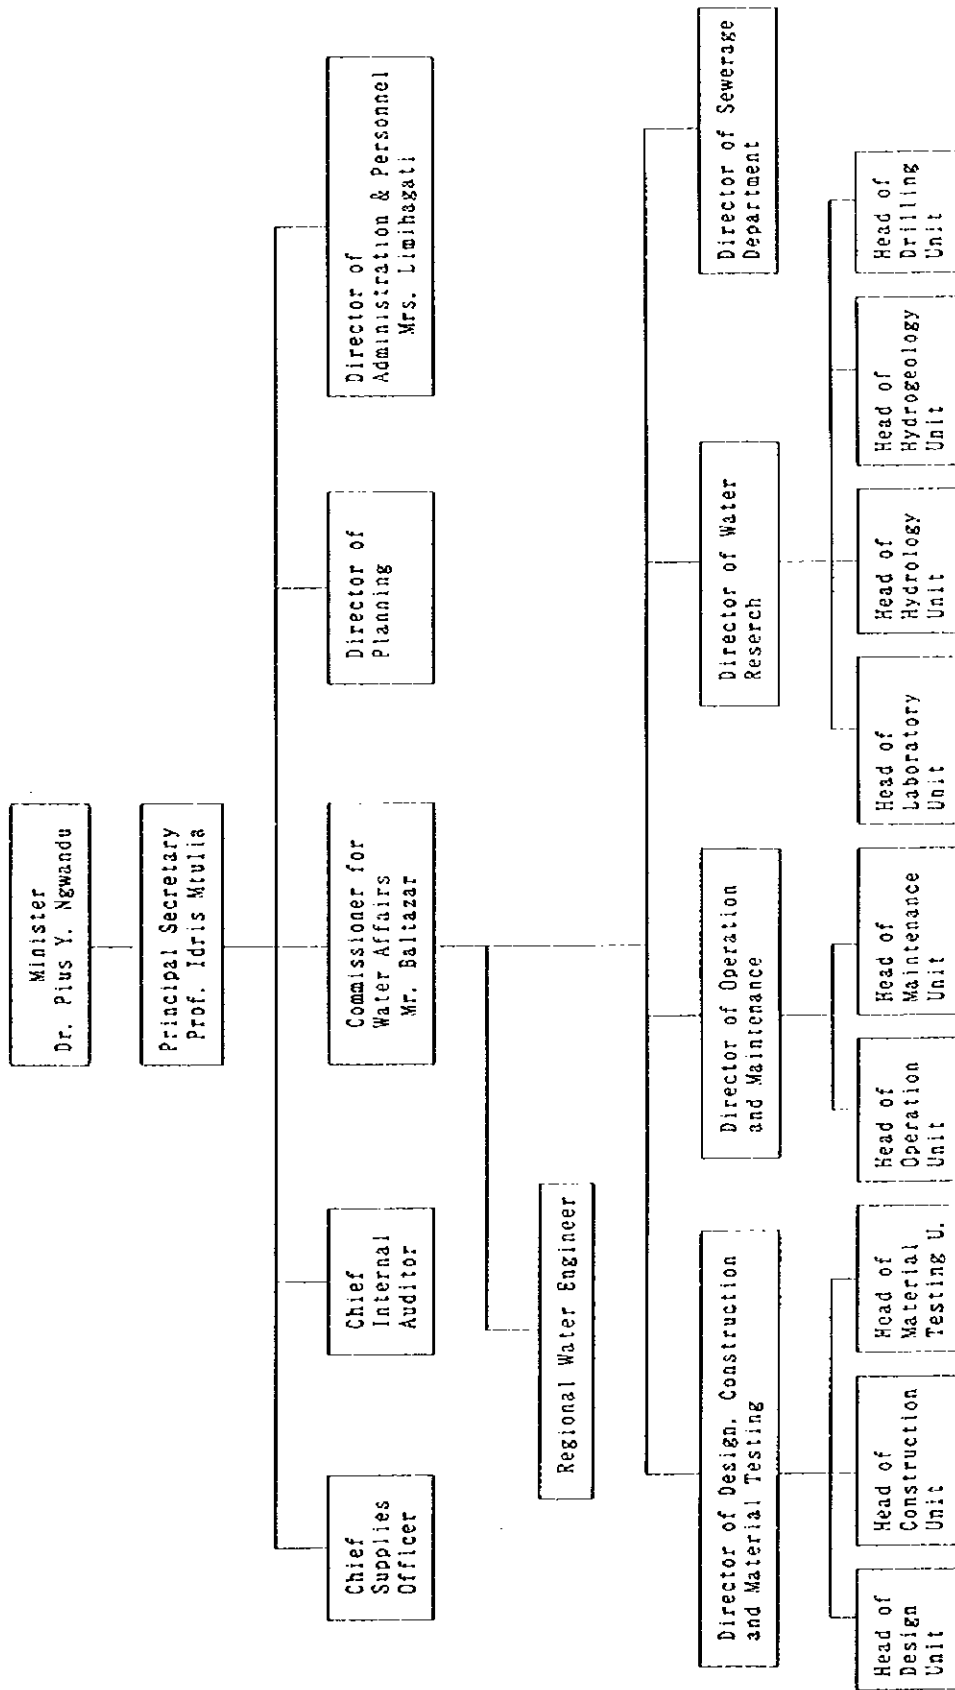 Minister
Dr. Pius Y. Ngwandu
Principal Secretary
Prof. Idris Mtulia
Chief
Supplies
Officer
Chief
Internal
Auditor
Commissioner for
Water Affairs
Mr. Baltazar
Director of
Planning
Director of
Administration & Personnel
Mrs. Limihagati
Regional Water Engineer
Director of Design, Construction
and Material Testing
Director of Operation
and Maintenance
Director of Water
Reserch
Director of Sewerage
Department
Head of
Design
Unit
Head of
Construction
Unit
Head of
Material
Testing U.
Head of
Operation
Unit
Head of
Maintenance
Unit
Head of
Laboratory
Unit
Head of
Hydrology
Unit
Head of
Hydrogeology
Unit
Head of
Drilling
Unit